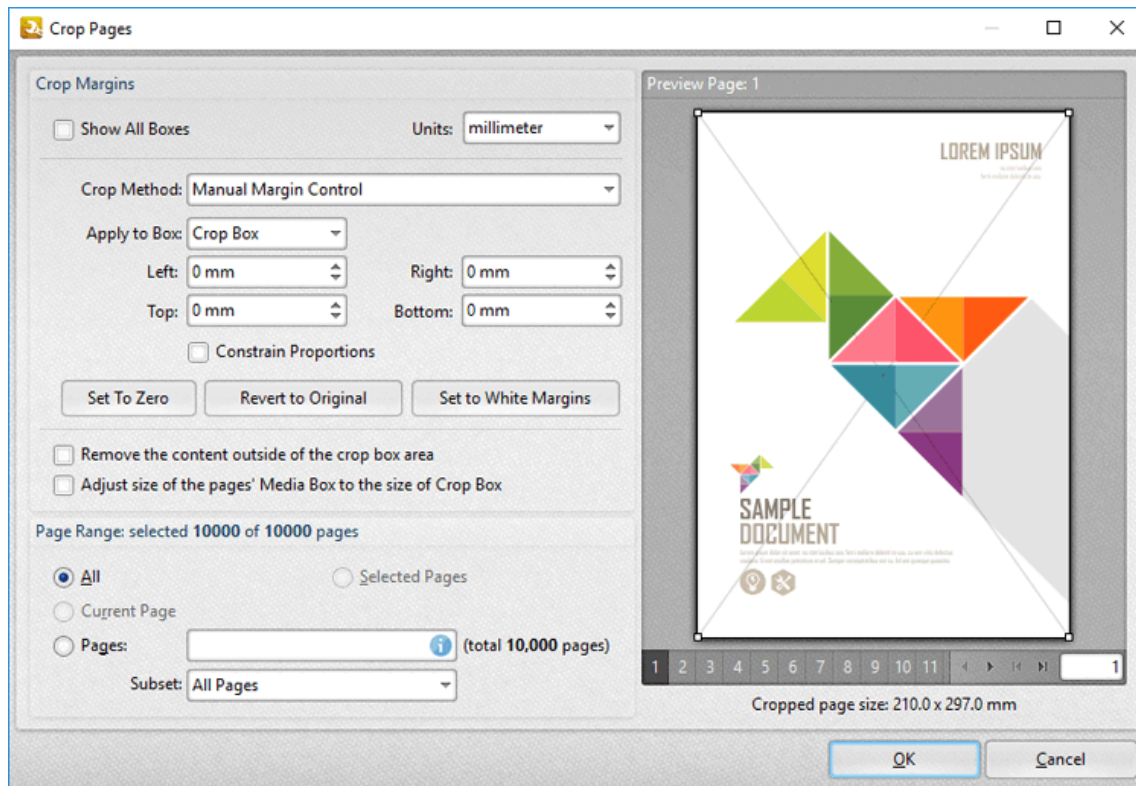 Crop Pages
Crop Margins
Show All Boxes
Units: millimeter
Crop Method: Manual Margin Control
Apply to Box: Crop Box
Left: 0 mm
Right: 0 mm
Top: 0 mm
Bottom: 0 mm
Constrain Proportions
Set To Zero
Revert to Original
Set to White Margins
Remove the content outside of the crop box area
Adjust size of the pages' Media Box to the size of Crop Box
Page Range: selected 10000 of 10000 pages
All
Selected Pages
Current Page
Pages:
(total 10,000 pages)
Subset: All Pages
Preview Page: 1
LOREM IPSUM
SAMPLE
DOCUMENT
1 2 3 4 5 6 7 8 9 10 11
1
Cropped page size: 210.0 x 297.0 mm
OK
Cancel